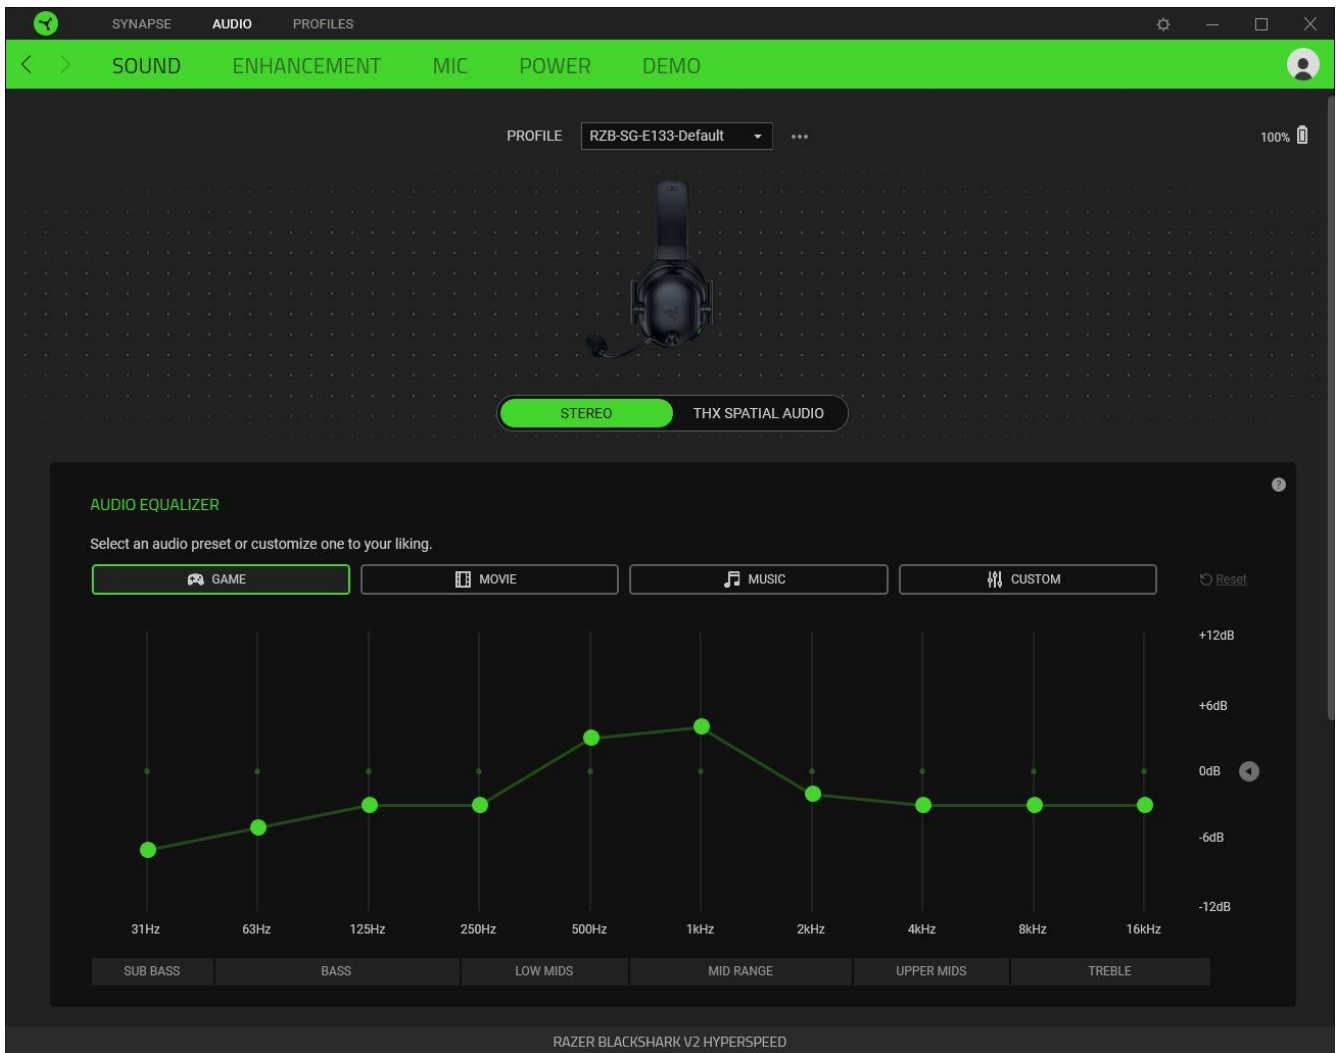 SYNAPSE AUDIO PROFILES
SOUND ENHANCEMENT MIC POWER DEMO
PROFILE RZB-SG-E133-Default
100%
STEREO THX SPATIAL AUDIO
AUDIO EQUALIZER
?
Select an audio preset or customize one to your liking.
GAME MOVIE MUSIC CUSTOM Reset
+12dB
+6dB
0dB
-6dB
-12dB
31Hz 63Hz 125Hz 250Hz 500Hz 1kHz 2kHz 4kHz 8kHz 16kHz
SUB BASS BASS LOW MIDS MID RANGE UPPER MIDS TREBLE
RAZER BLACKSHARK V2 HYPERSPEED